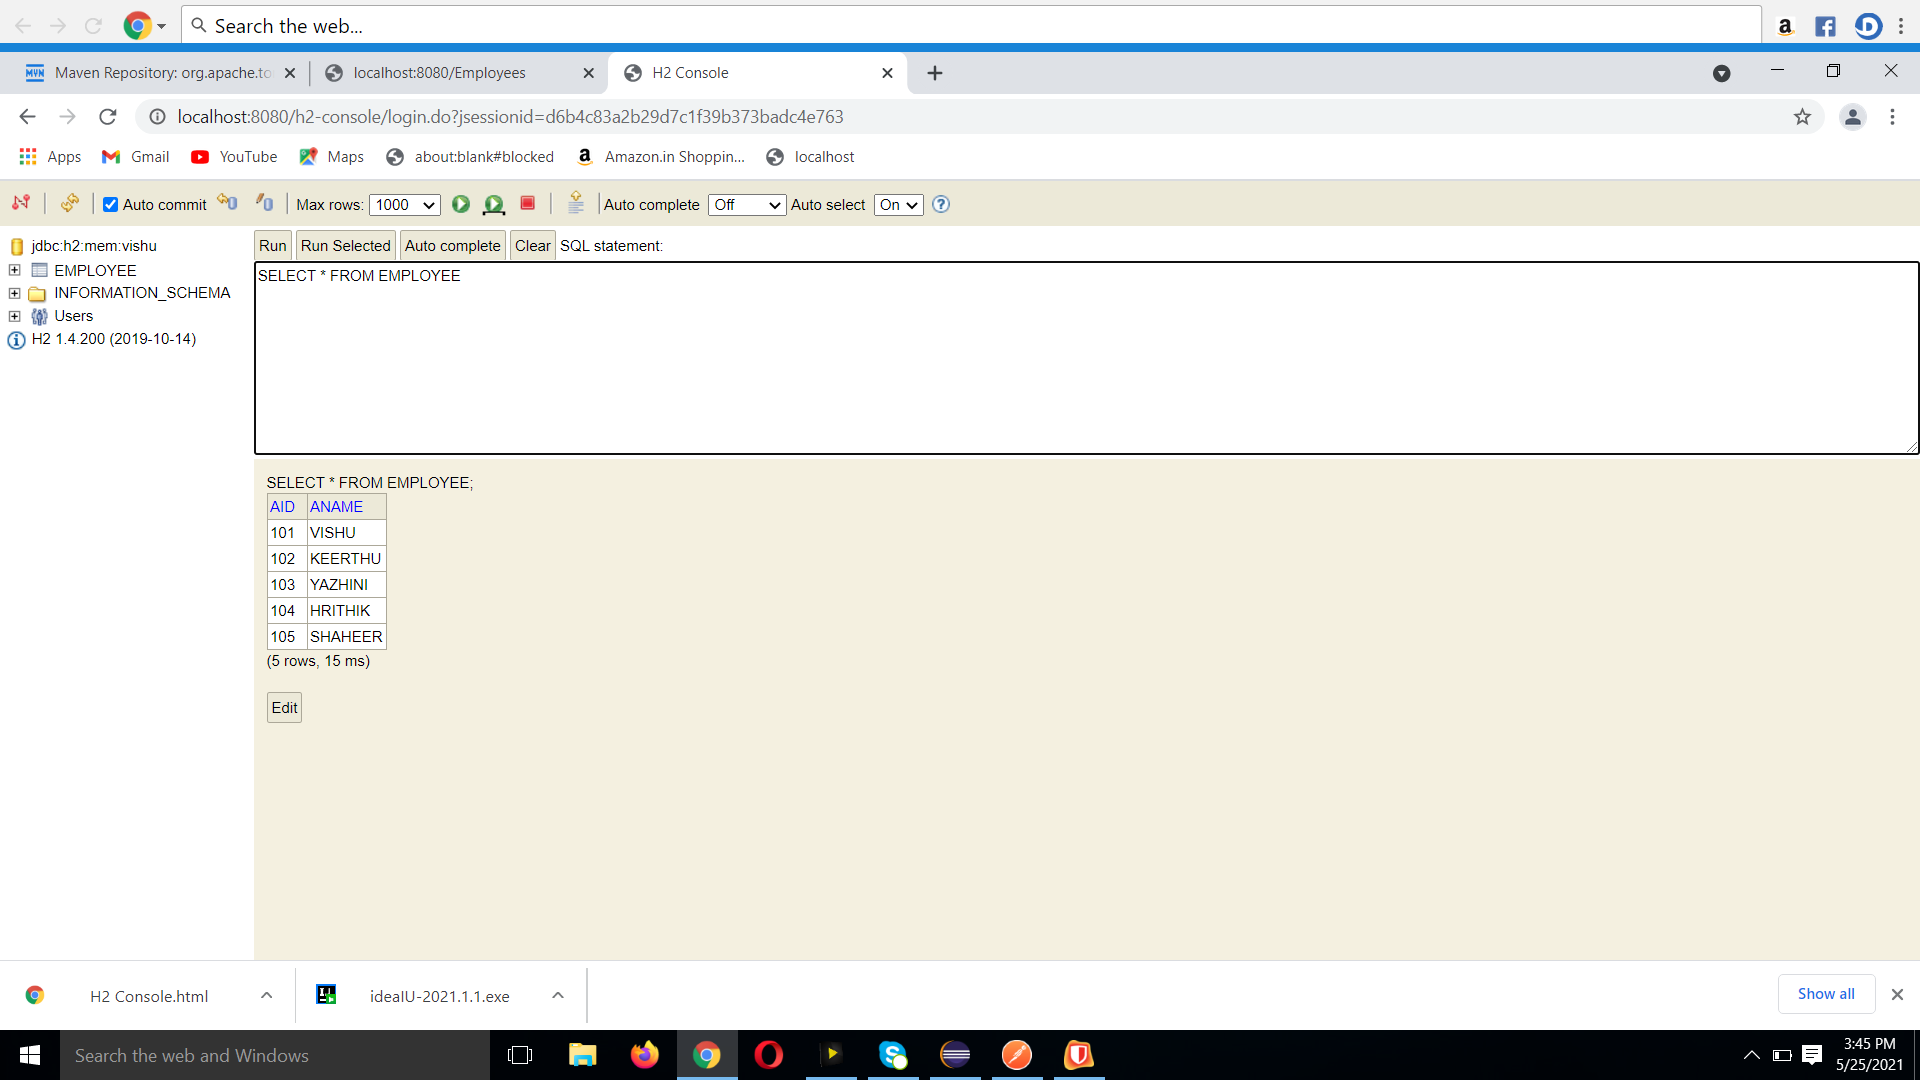 Search the web...
Maven Repository: org.apache.to
localhost:8080/Employees
H2 Console
localhost:8080/h2-console/login.do?jsessionid=d6b4c83a2b29d7c1f39b373badc4e763
Apps
Gmail
YouTube
Maps
about:blank#blocked
Amazon.in Shoppin...
localhost
Auto commit
Max rows: 1000
Auto complete Off
Auto select On
jdbc:h2:mem:vishu
EMPLOYEE
INFORMATION_SCHEMA
Users
H2 1.4.200 (2019-10-14)
Run Run Selected Auto complete Clear SQL statement:
SELECT * FROM EMPLOYEE
SELECT * FROM EMPLOYEE;
AID ANAME
101 VISHU
102 KEERTHU
103 YAZHINI
104 HRITHIK
105 SHAHEER
(5 rows, 15 ms)
Edit
H2 Console.html
ideaIU-2021.1.1.exe
Show all
Search the web and Windows
3:45 PM
5/25/2021